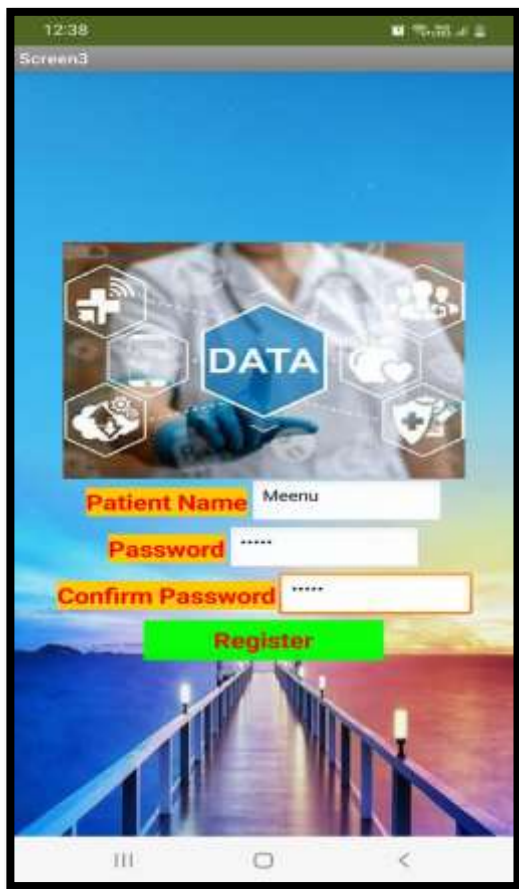 12:38
Screen3
DATA
Patient Name Meenu
Password •••••
Confirm Password •••••
Register